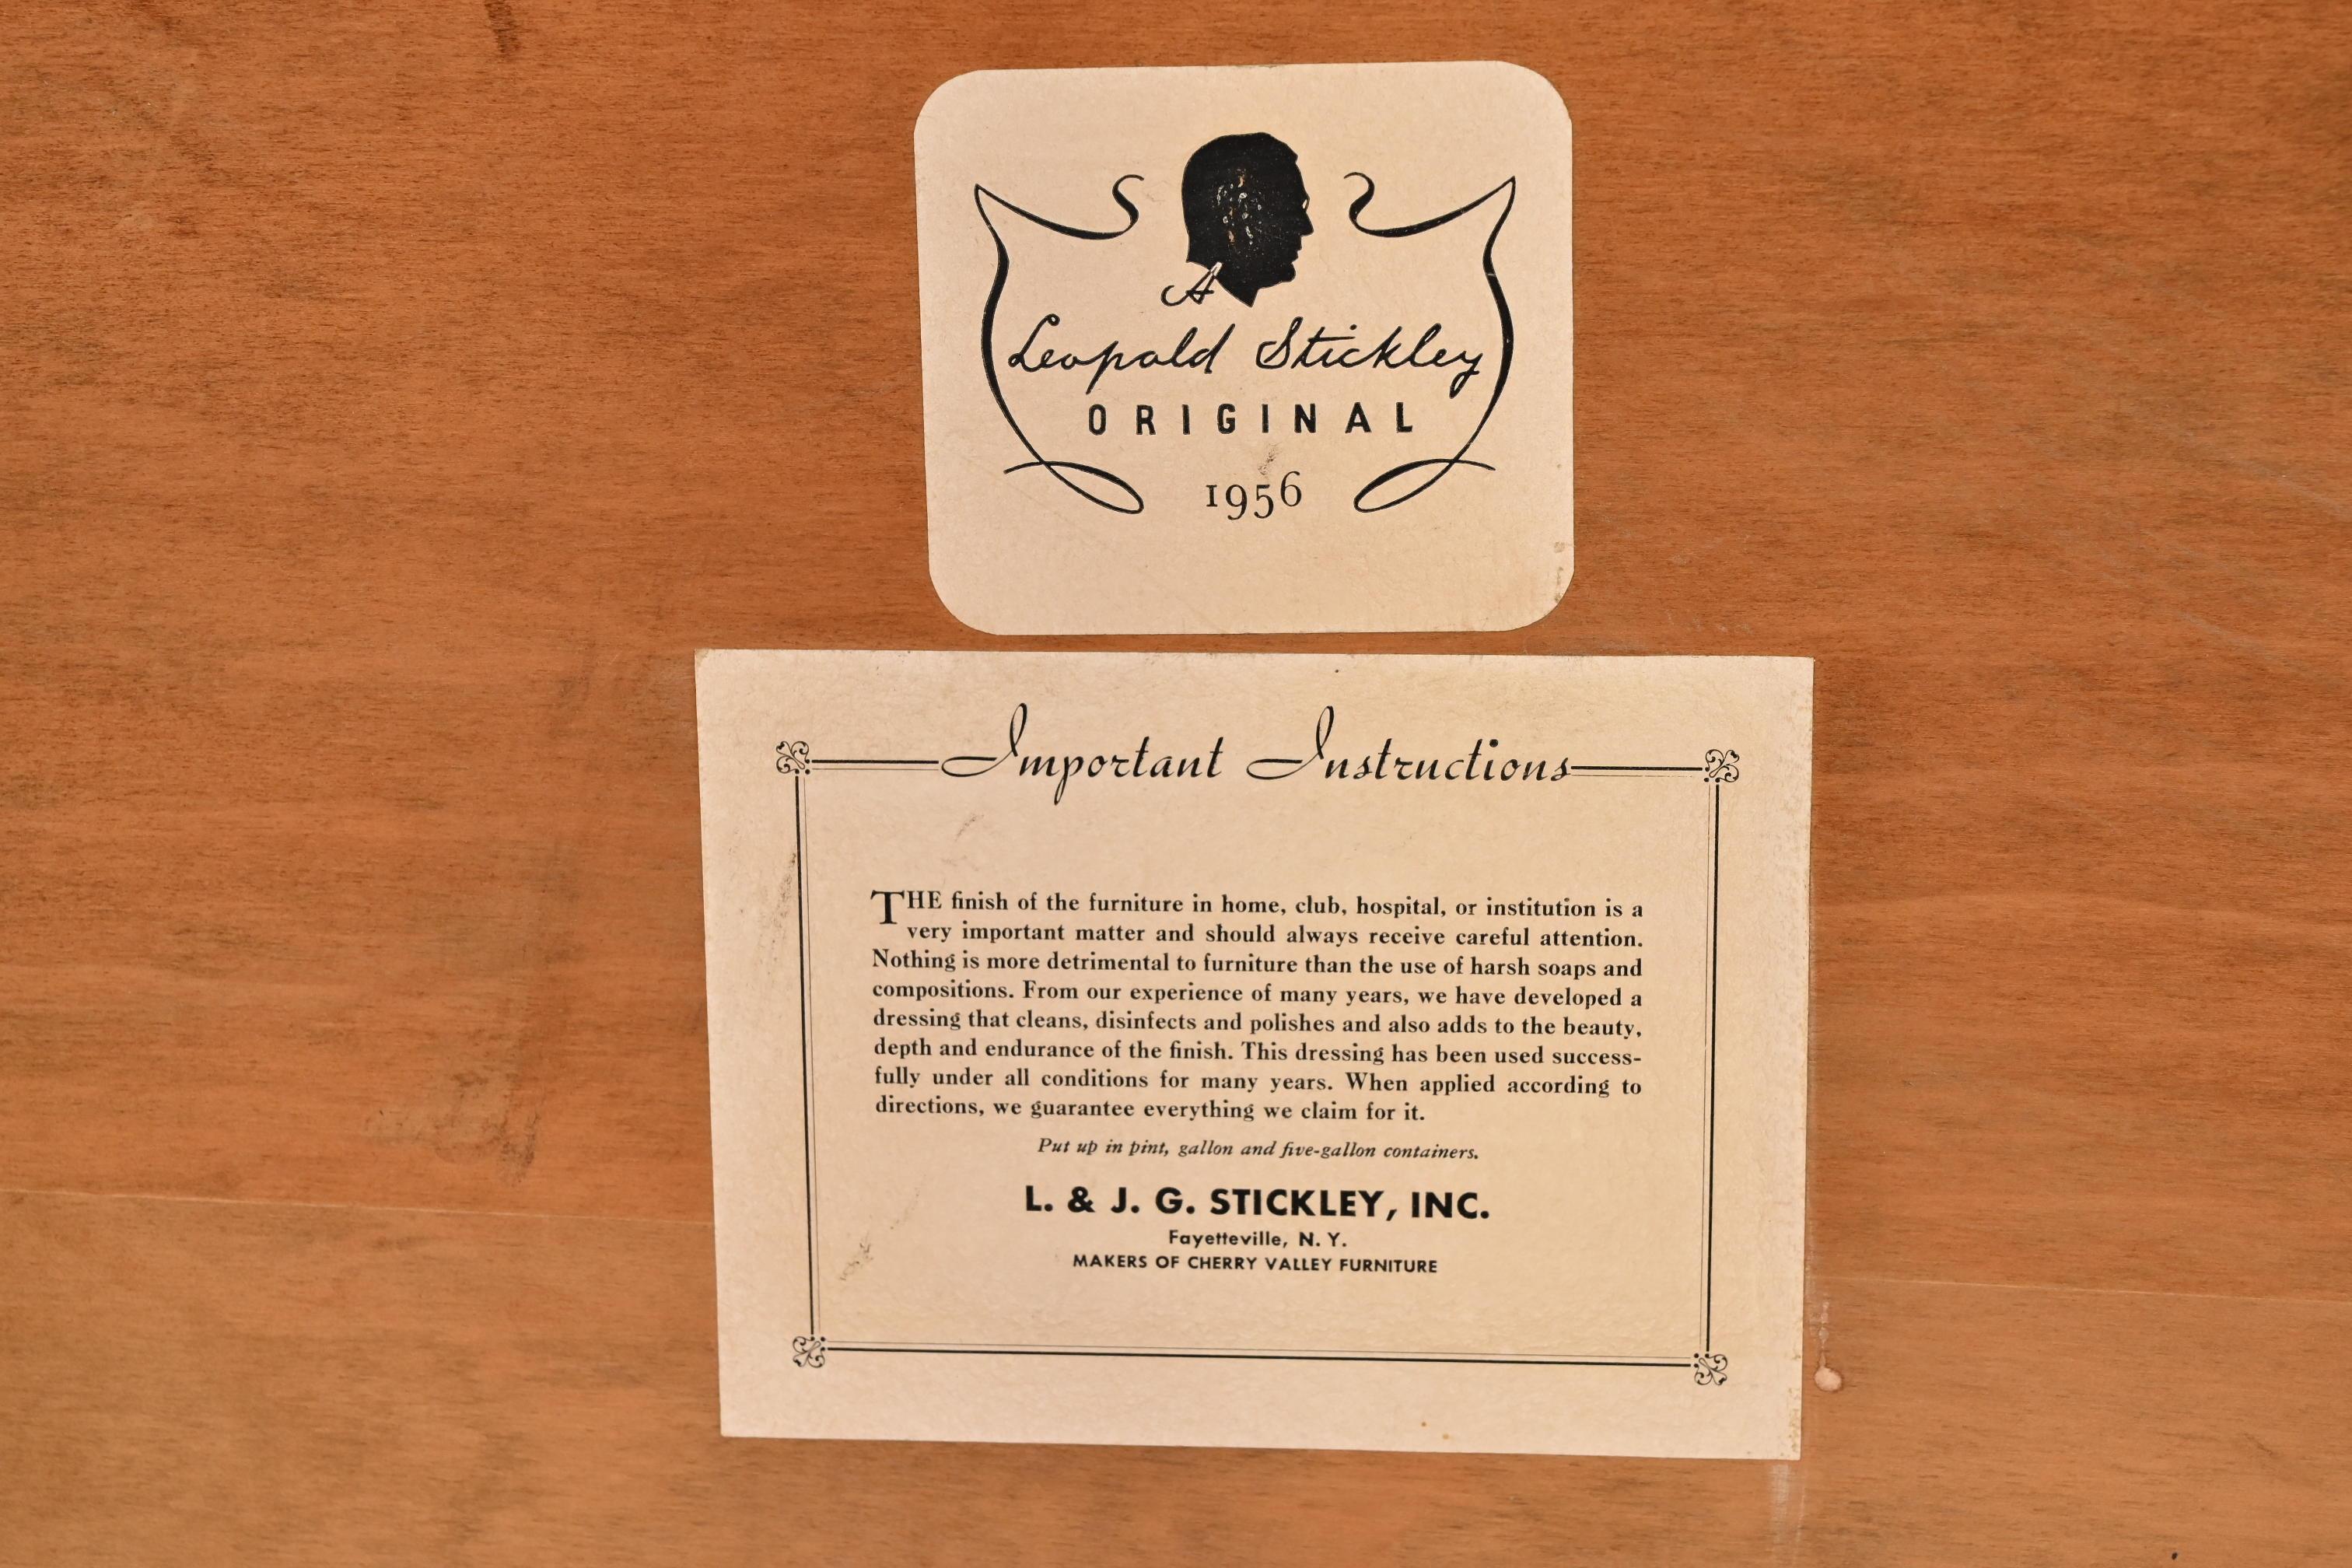 A
Leopold Stickley
ORIGINAL
1956
Important Instructions
THE finish of the furniture in home, club, hospital, or institution is a
very important matter and should always receive careful attention.
Nothing is more detrimental to furniture than the use of harsh soaps and
compositions. From our experience of many years, we have developed a
dressing that cleans, disinfects and polishes and also adds to the beauty,
depth and endurance of the finish. This dressing has been used success-
fully under all conditions for many years. When applied according to
directions, we guarantee everything we claim for it.
Put up in pint, gallon and five-gallon containers.
L. & J. G. STICKLEY, INC.
Fayetteville, N. Y.
MAKERS OF CHERRY VALLEY FURNITURE